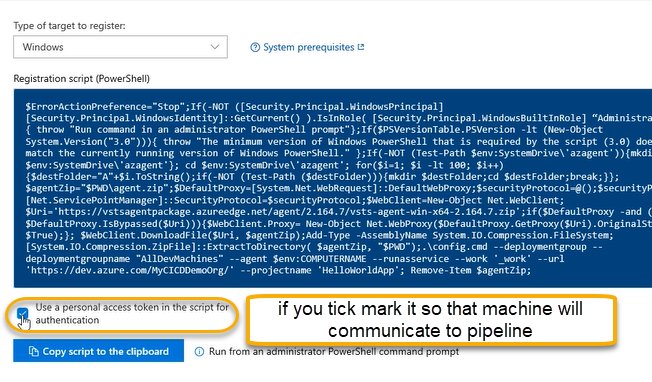 Type of target to register:
Windows
System prerequisites
Registration script (PowerShell)
$ErrorActionPreference="Stop";If(-NOT ([Security.Principal.WindowsPrincipal]
[Security.Principal.WindowsIdentity]::GetCurrent() ).IsInRole( [Security.Principal.WindowsBuiltInRole] “Administra
{ throw "Run command in an administrator PowerShell prompt"};If($PSVersionTable.PSVersion -lt (New-Object
System.Version("3.0"))){ throw "The minimum version of Windows PowerShell that is required by the script (3.0) does
match the currently running version of Windows PowerShell." };If(-NOT (Test-Path $env:SystemDrive\'azagent')){mkdi
$env:SystemDrive\'azagent'}; cd $env:SystemDrive\'azagent'; for($i=1; $i -lt 100; $i++)
{$destFolder="A"+$i.ToString();if(-NOT (Test-Path ($destFolder))){mkdir $destFolder;cd $destFolder;break;}};
$agentZip="$PWD\agent.zip";$DefaultProxy=[System.Net.WebRequest]::DefaultWebProxy;$securityProtocol=@();$securityP
[Net.ServicePointManager]::SecurityProtocol=$securityProtocol;$WebClient=New-Object Net.WebClient;
$Uri='https://vstsagentpackage.azureedge.net/agent/2.164.7/vsts-agent-win-x64-2.164.7.zip';if($DefaultProxy -and (
$DefaultProxy.IsBypassed($Uri))){$WebClient.Proxy= New-Object Net.WebProxy($DefaultProxy.GetProxy($Uri).OriginalSt
$True);}; $WebClient.DownloadFile($Uri, $agentZip);Add-Type -AssemblyName System.IO.Compression.FileSystem;
[System.IO.Compression.ZipFile]::ExtractToDirectory( $agentZip, "$PWD");.\config.cmd --deploymentgroup --
deploymentgroupname "AllDevMachines" --agent $env:COMPUTERNAME --runasservice --work '_work' --url
'https://dev.azure.com/MyCICDDemoOrg/' --projectname 'HelloWorldApp'; Remove-Item $agentZip;
Use a personal access token in the script for
authentication
if you tick mark it so that machine will
communicate to pipeline
Copy script to the clipboard
Run from an administrator PowerShell command prompt